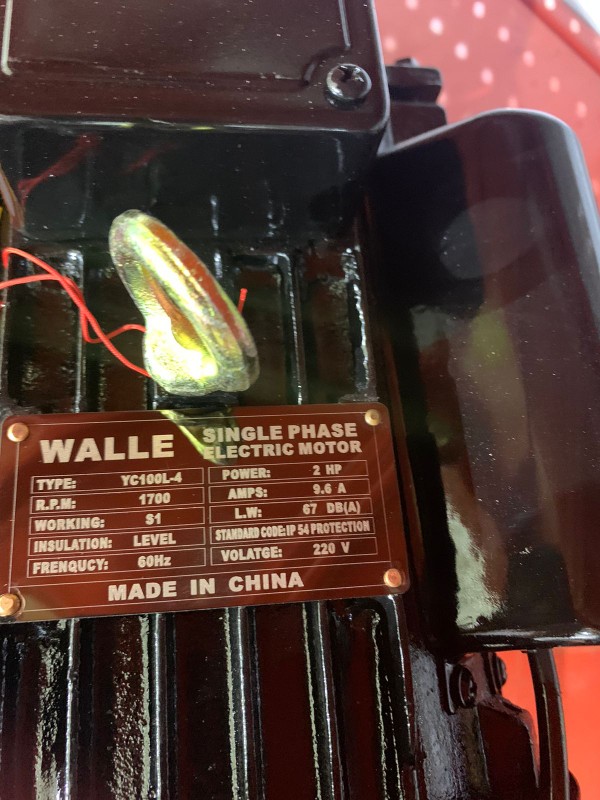 WALLE
SINGLE PHASE
ELECTRIC MOTOR
TYPE: YC100L-4
R.P.M: 1700
WORKING: S1
INSULATION: LEVEL
FRENQUCY: 60Hz
POWER: 2 HP
AMPS: 9.6 A
L.W: 67 DB(A)
STANDARD CODE: IP 54 PROTECTION
VOLATGE: 220 V
MADE IN CHINA